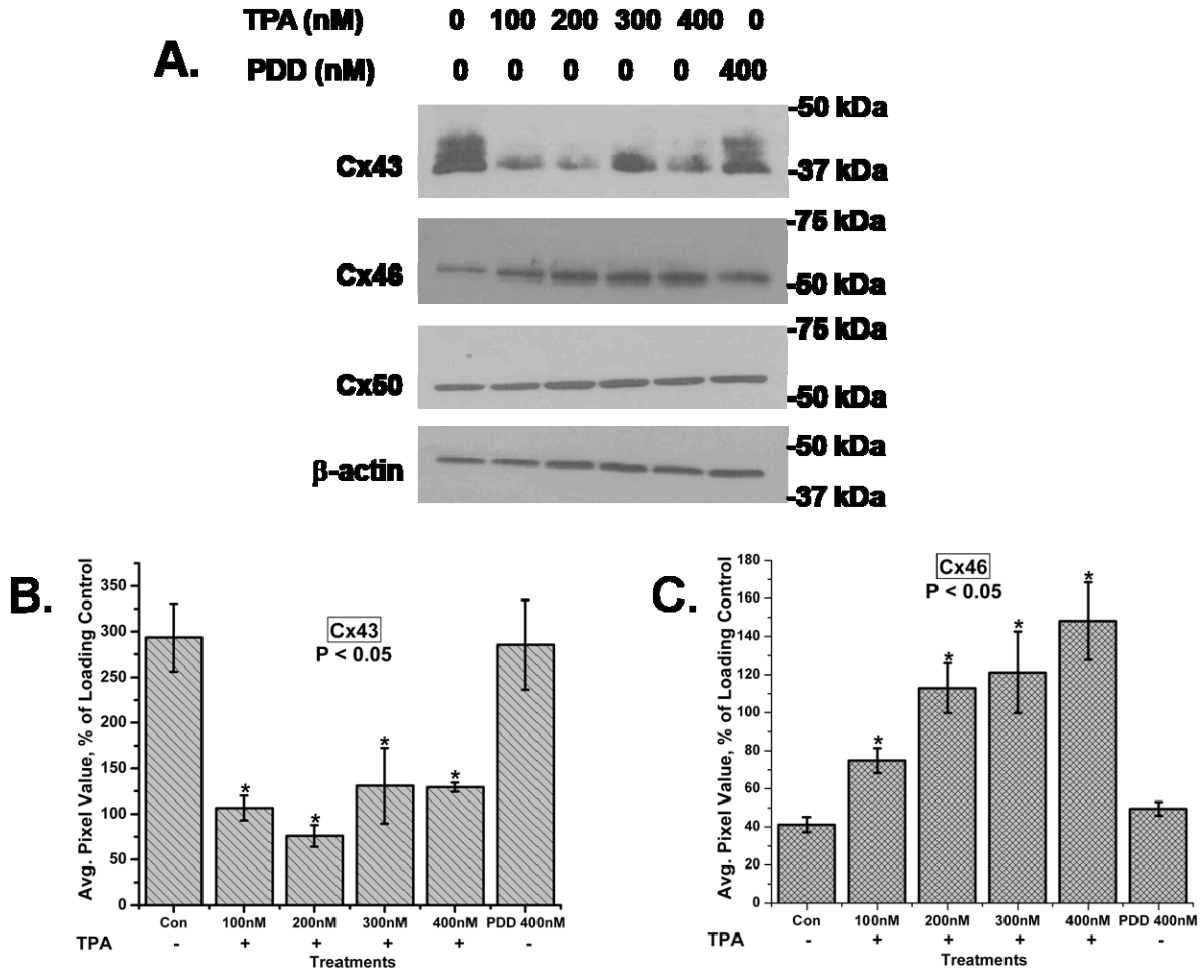 TPA (nM) 0 100 200 300 400 0
A. PDD (nM) 0 0 0 0 0 400
-50 kDa
Cx43
-37 kDa
-75 kDa
Cx46
-50 kDa
-75 kDa
Cx50
-50 kDa
-50 kDa
β-actin
-37 kDa
B.
Avg. Pixel Value, % of Loading Control
350
300
250
200
150
100
50
0
Cx43
P < 0.05
* * * *
Con 100nM 200nM 300nM 400nM PDD 400nM
TPA - + + + + -
Treatments
C.
Avg. Pixel Value, % of Loading Control
180
160
140
120
100
80
60
40
20
0
Cx46
P < 0.05
* * * *
Con 100nM 200nM 300nM 400nM PDD 400nM
TPA - + + + + -
Treatments